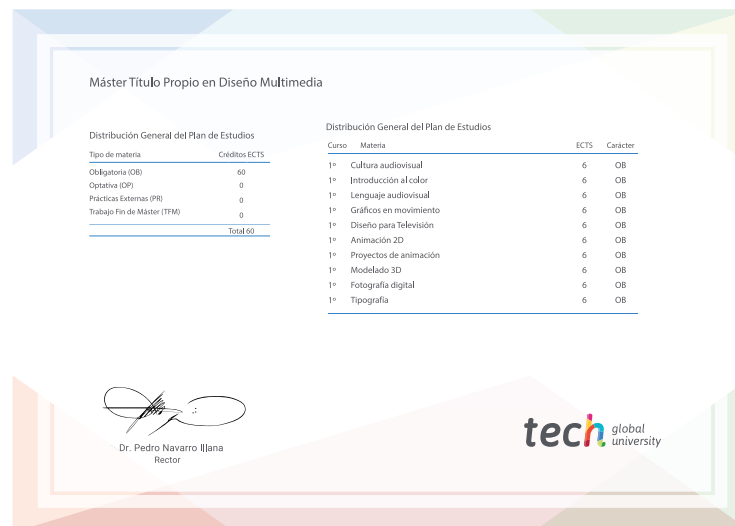 Máster Título Propio en Diseño Multimedia
Distribución General del Plan de Estudios
Tipo de materia Créditos ECTS
Obligatoria (OB) 60
Optativa (OP) 0
Prácticas Externas (PR) 0
Trabajo Fin de Máster (TFM) 0
Total 60
Distribución General del Plan de Estudios
Curso Materia ECTS Carácter
1º Cultura audiovisual 6 OB
1º Introducción al color 6 OB
1º Lenguaje audiovisual 6 OB
1º Gráficos en movimiento 6 OB
1º Diseño para Televisión 6 OB
1º Animación 2D 6 OB
1º Proyectos de animación 6 OB
1º Modelado 3D 6 OB
1º Fotografía digital 6 OB
1º Tipografía 6 OB
Dr. Pedro Navarro Illana
Rector
tech global
university